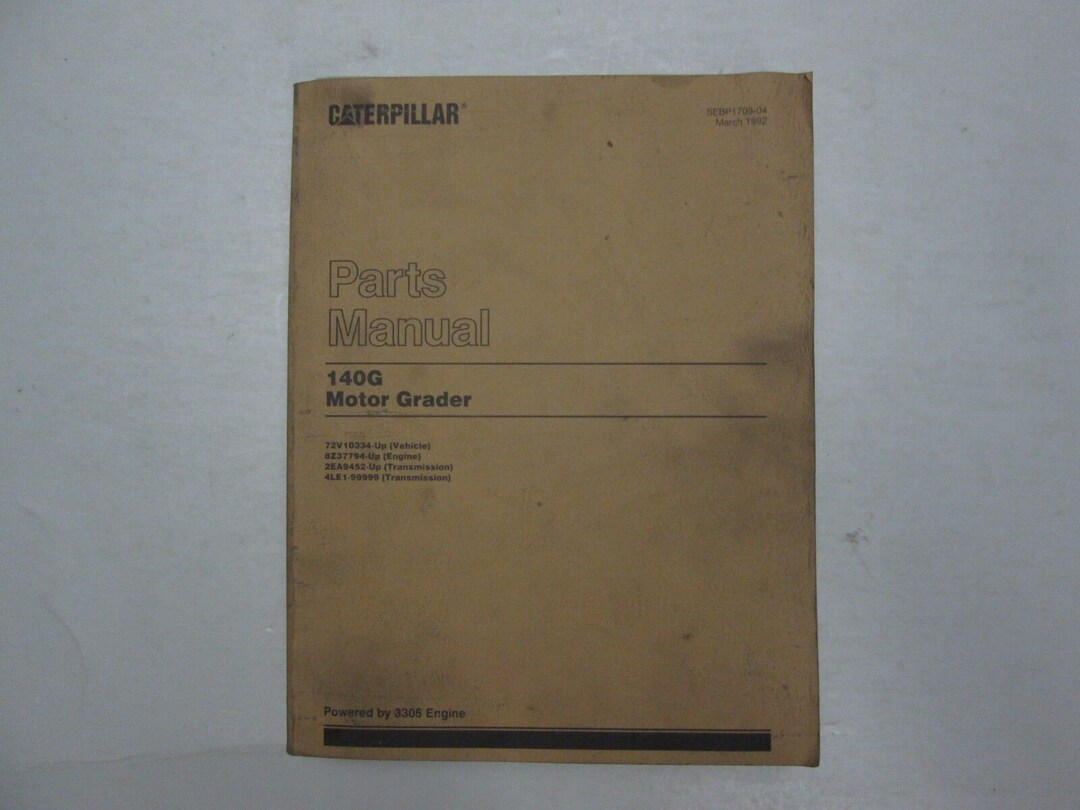 CATERPILLAR®
SEBP1709-04
March 1992
Parts
Manual
140G
Motor Grader
72V10334-Up (Vehicle)
8Z37794-Up (Engine)
2EA9452-Up (Transmission)
4LE1-99999 (Transmission)
Powered by 3306 Engine